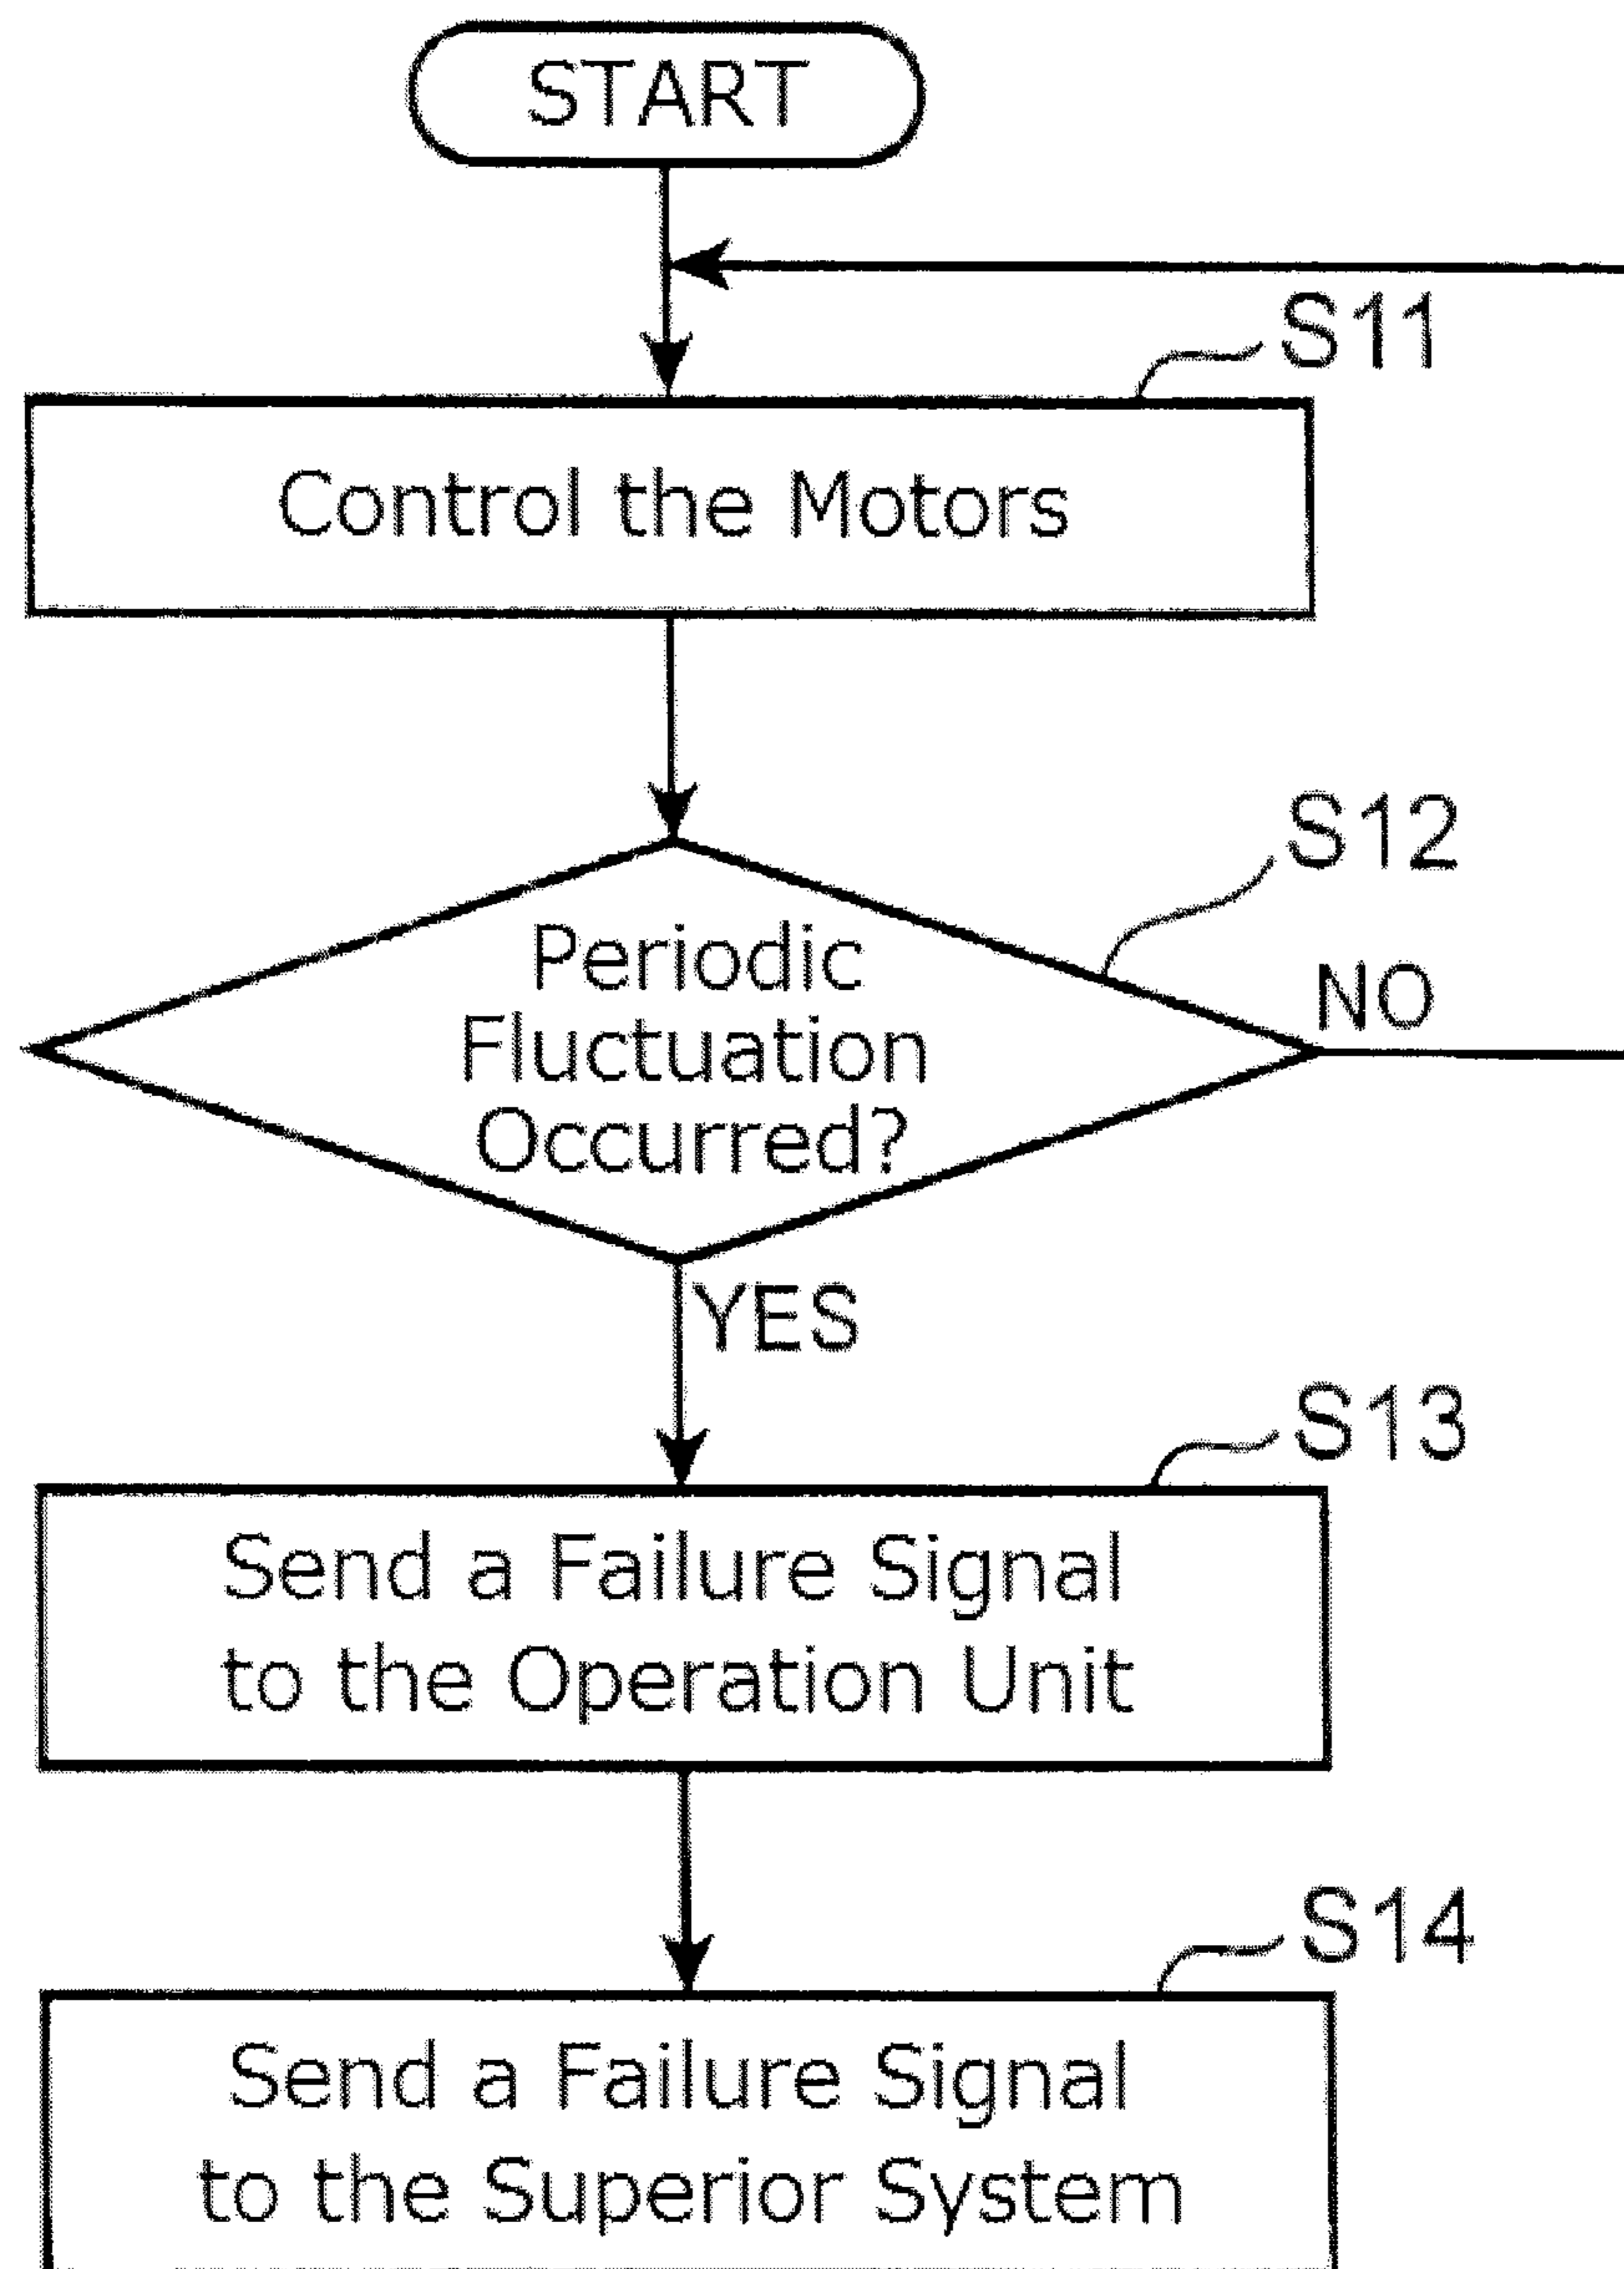 START
S11
Control the Motors
S12
Periodic
Fluctuation
Occurred?
NO
YES
S13
Send a Failure Signal
to the Operation Unit
S14
Send a Failure Signal
to the Superior System